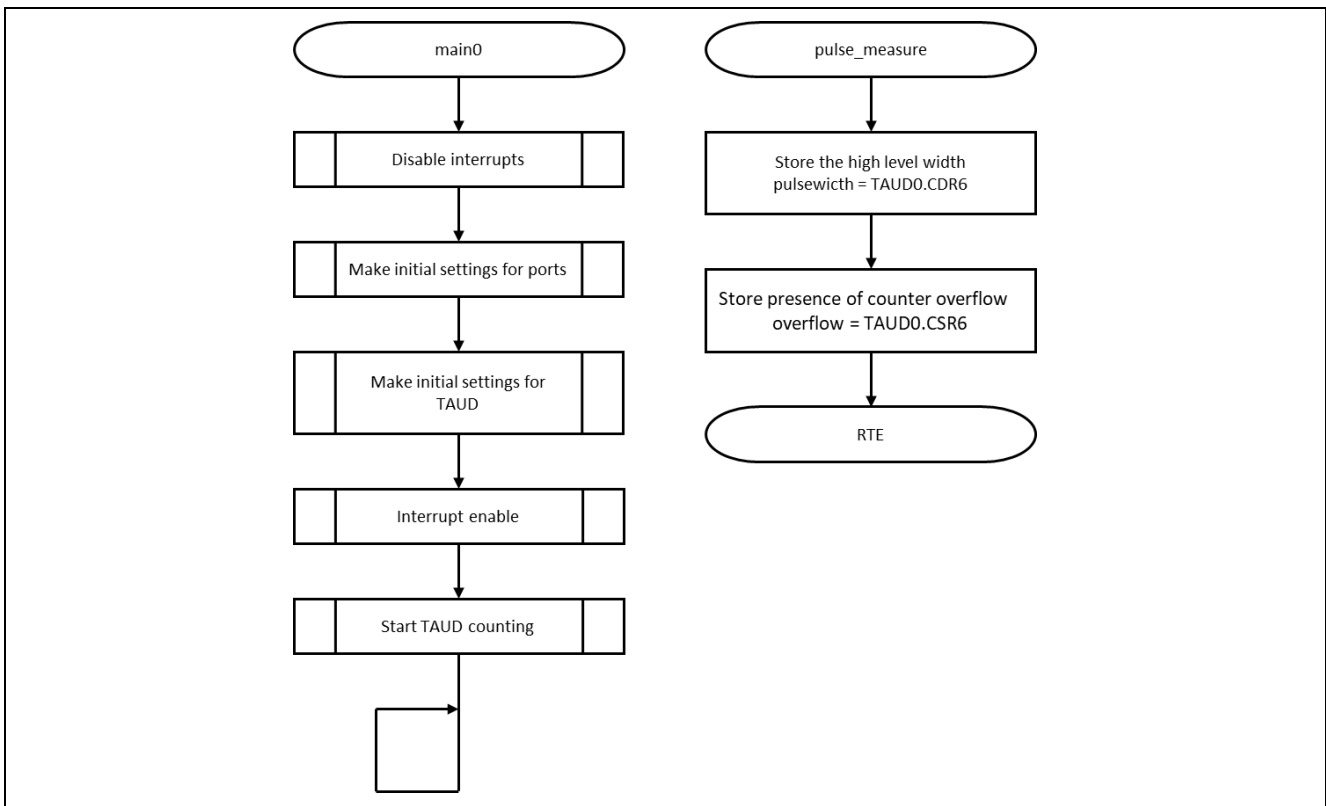 main0
Disable interrupts
Make initial settings for ports
Make initial settings for
TAUD
Interrupt enable
Start TAUD counting
pulse_measure
Store the high level width
pulsewicth = TAUD0.CDR6
Store presence of counter overflow
overflow = TAUD0.CSR6
RTE